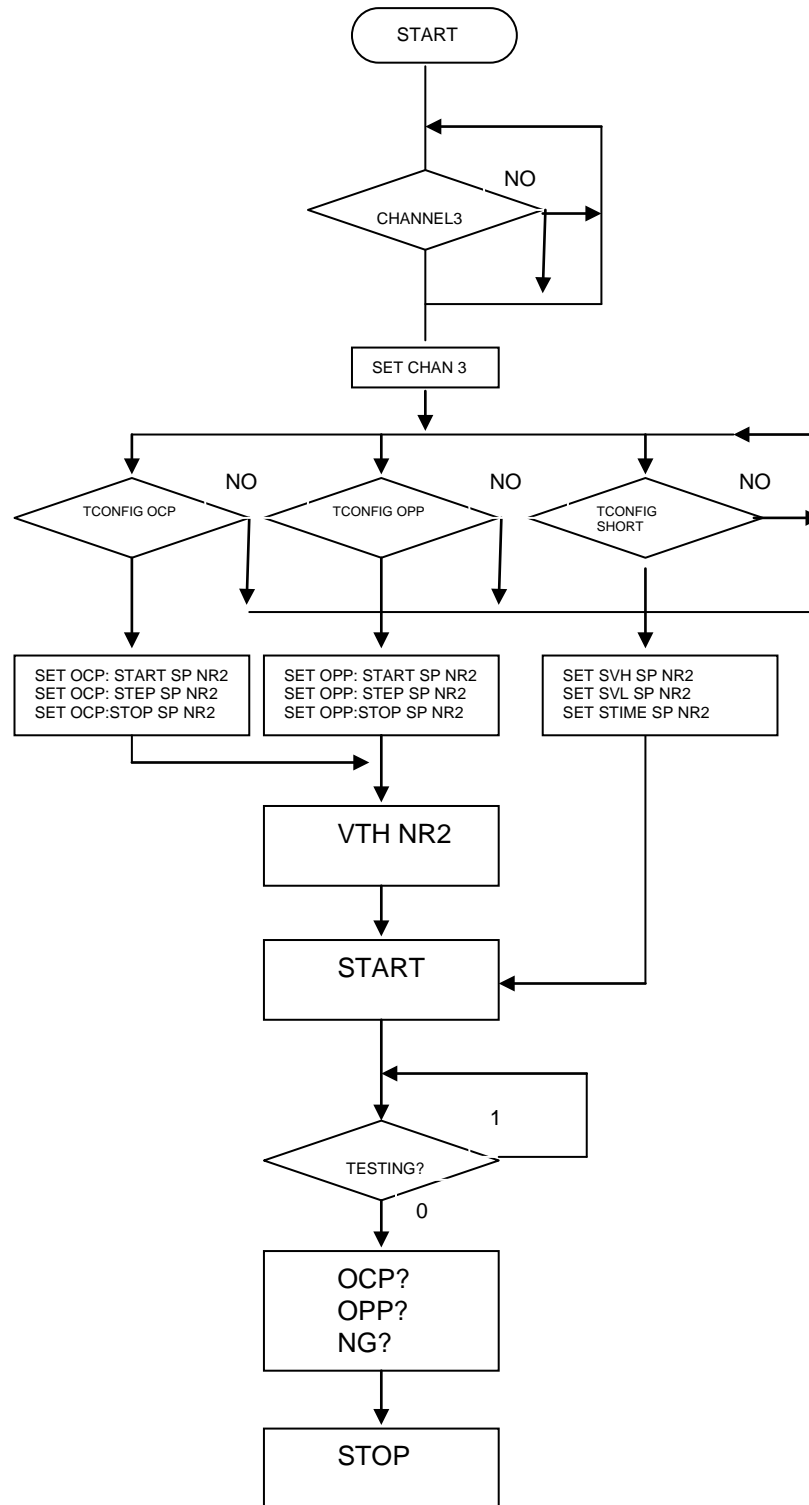 START
NO
CHANNEL3
SET CHAN 3
NO
NO
NO
TCONFIG OCP
TCONFIG OPP
TCONFIG
SHORT
SET OCP: START SP NR2
SET OCP: STEP SP NR2
SET OCP:STOP SP NR2
SET OPP: START SP NR2
SET OPP: STEP SP NR2
SET OPP:STOP SP NR2
SET SVH SP NR2
SET SVL SP NR2
SET STIME SP NR2
VTH NR2
START
1
TESTING?
0
OCP?
OPP?
NG?
STOP